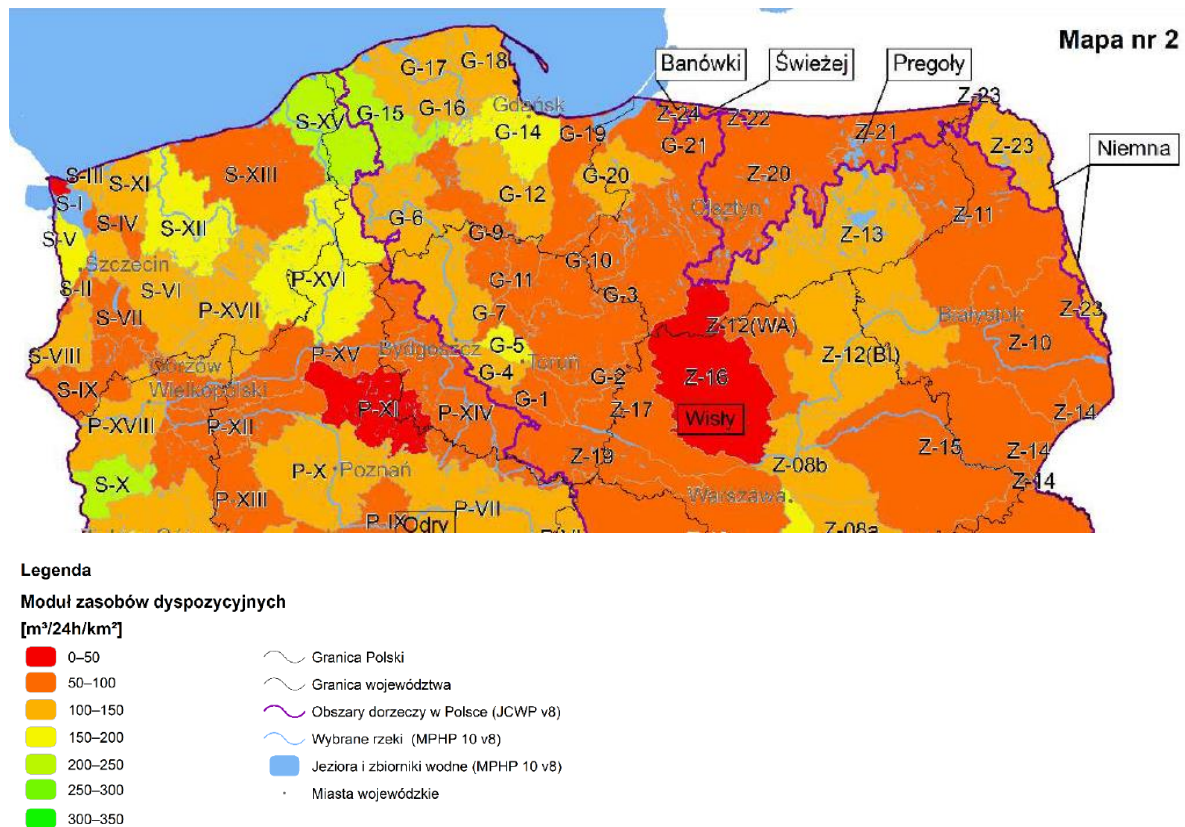 Mapa nr 2
Banówki
Świeżej
Pregoły
Niemna
G-17
G-18
G-16
G-15
S-XV
Gdańsk
G-14
G-19
Z-24
Z-22
Z-21
Z-23
Z-23
G-21
S-III
S-XI
S-XIII
S-I
S-IV
S-XII
S-V
G-12
G-20
Z-20
G-6
Olsztyn
Z-11
Z-13
G-9
Szczecin
S-II
S-VI
P-XVI
G-11
G-10
G-3
S-VII
P-XVII
G-7
Z-12(WA)
Białystok
Z-23
S-VIII
P-XV
Bydgoszcz
G-5
Toruń
Z-12(BI)
Z-10
Gorzów
Wielkopolski
S-IX
G-4
G-2
Z-16
G-1
P-XI
P-XIV
Z-17
Wisły
Z-14
P-XVIII
P-XII
Z-15
Z-14
P-X
Poznań
Z-19
Z-08b
Z-14
S-X
P-XIII
Warszawa
P-VII
P-IX
Odry
Z-08a
Legenda
Moduł zasobów dyspozycyjnych
[m³/24h/km²]
0–50
50–100
100–150
150–200
200–250
250–300
300–350
Granica Polski
Granica województwa
Obszary dorzeczy w Polsce (JCWP v8)
Wybrane rzeki (MPHP 10 v8)
Jeziora i zbiorniki wodne (MPHP 10 v8)
Miasta wojewódzkie